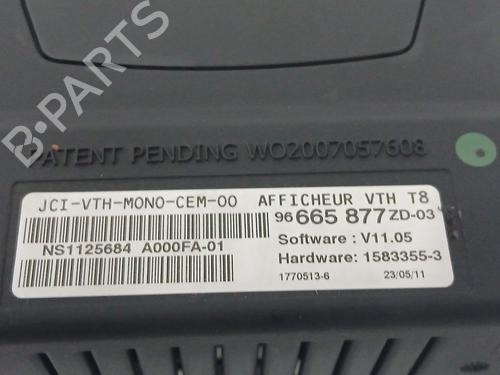 B-PARTS
PATENT PENDING WO2007057608
JCI-VTH-MONO-CEM-00 AFFICHEUR VTH T8
96 665 877 ZD-03
NS1125684 A000FA-01
Software : V11.05
Hardware: 1583355-3
1770513-6 23/05/11